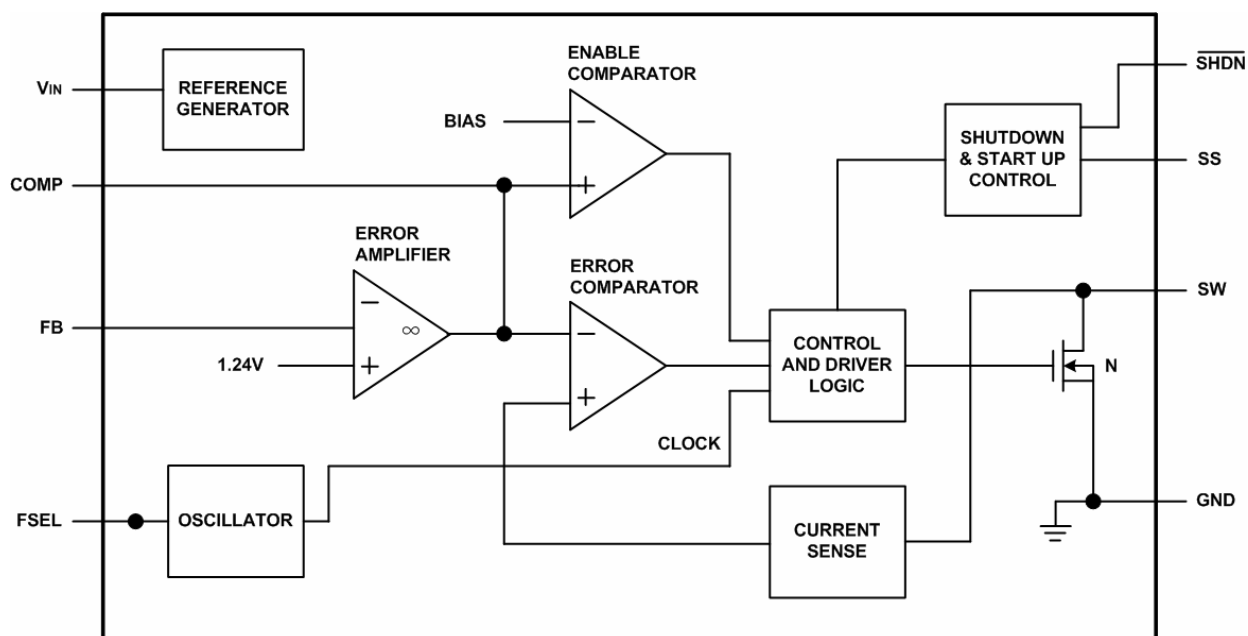 ENABLE
COMPARATOR
SHDN
VIN
REFERENCE
GENERATOR
BIAS
−
SHUTDOWN
& START UP
CONTROL
SS
COMP
+
ERROR
AMPLIFIER
ERROR
COMPARATOR
SW
−
FB
∞
−
1.24V
+
CONTROL
AND DRIVER
LOGIC
N
+
CLOCK
FSEL
OSCILLATOR
CURRENT
SENSE
GND